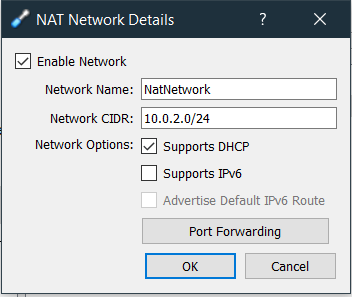 NAT Network Details
Enable Network
Network Name: NatNetwork
Network CIDR: 10.0.2.0/24
Network Options: Supports DHCP
Supports IPv6
Advertise Default IPv6 Route
Port Forwarding
OK Cancel